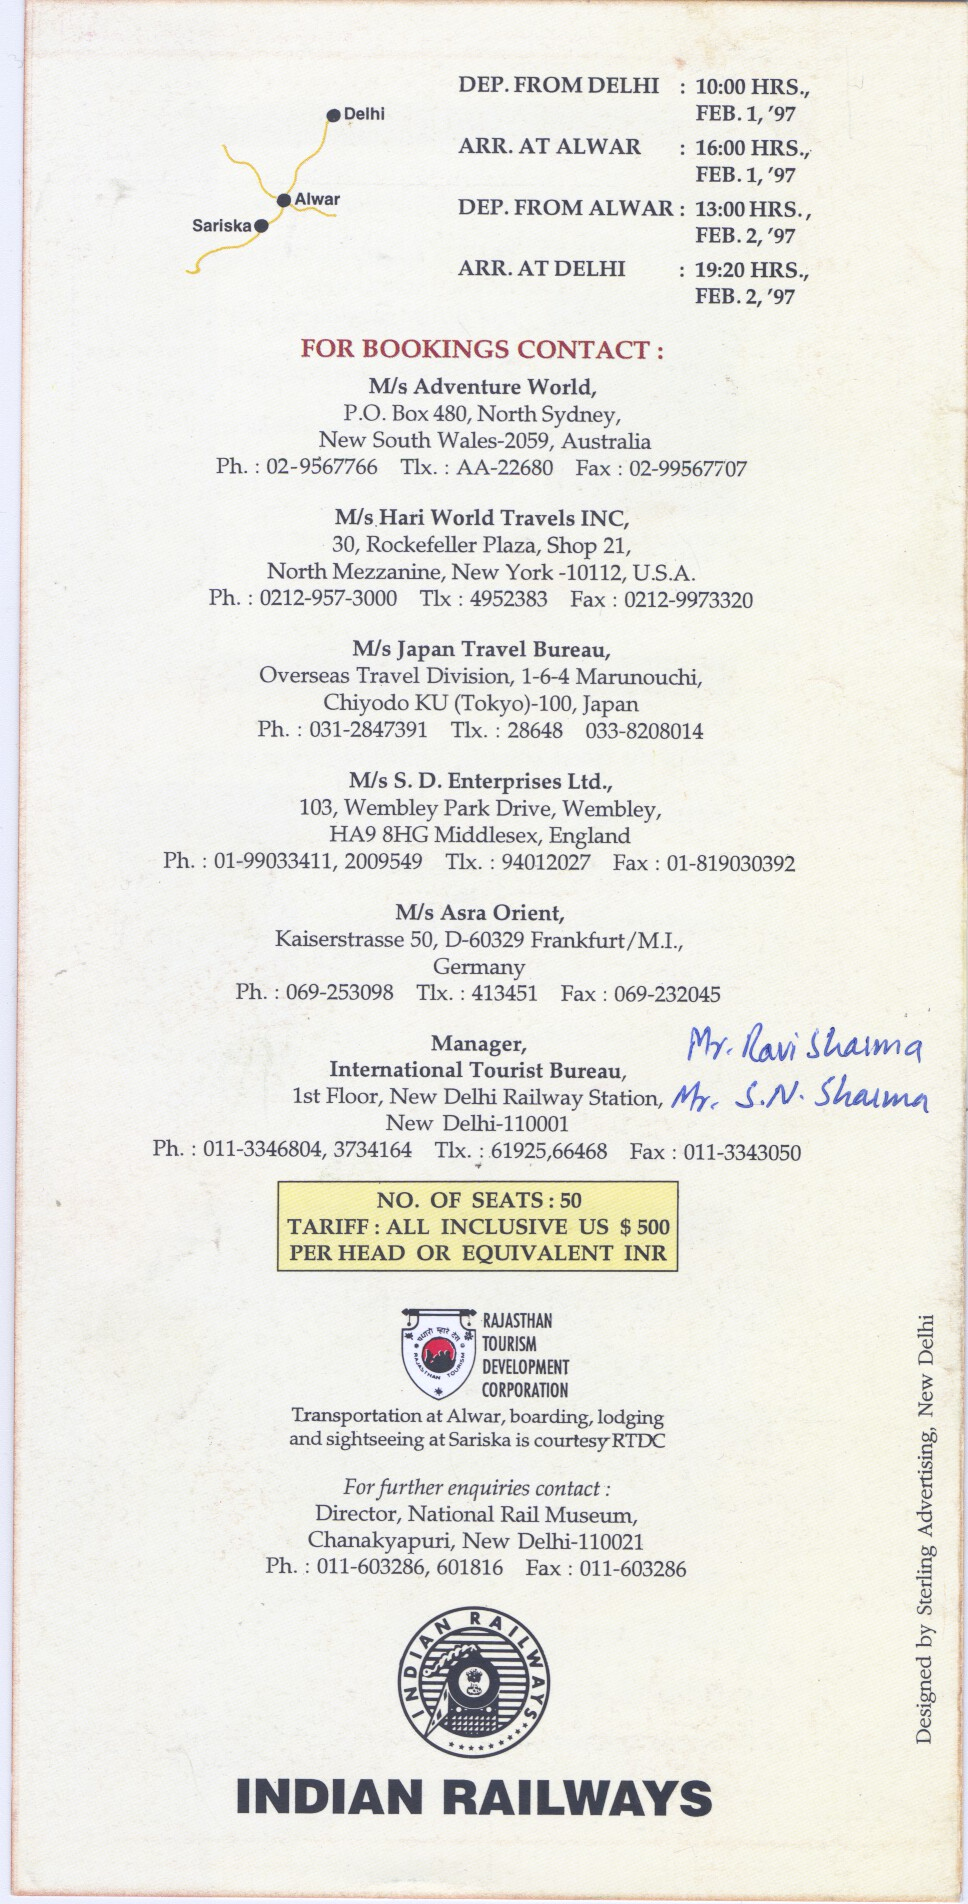 Delhi
Alwar
Sariska
DEP. FROM DELHI : 10:00 HRS.,
FEB. 1, '97
ARR. AT ALWAR : 16:00 HRS.,
FEB. 1, '97
DEP. FROM ALWAR : 13:00 HRS.,
FEB. 2, '97
ARR. AT DELHI : 19:20 HRS.,
FEB. 2, '97
FOR BOOKINGS CONTACT :
M/s Adventure World,
P.O. Box 480, North Sydney,
New South Wales-2059, Australia
Ph. : 02-9567766 Tlx. : AA-22680 Fax : 02-99567707
M/s Hari World Travels INC,
30, Rockefeller Plaza, Shop 21,
North Mezzanine, New York -10112, U.S.A.
Ph. : 0212-957-3000 Tlx : 4952383 Fax : 0212-9973320
M/s Japan Travel Bureau,
Overseas Travel Division, 1-6-4 Marunouchi,
Chiyodo KU (Tokyo)-100, Japan
Ph. : 031-2847391 Tlx. : 28648 033-8208014
M/s S. D. Enterprises Ltd.,
103, Wembley Park Drive, Wembley,
HA9 8HG Middlesex, England
Ph. : 01-99033411, 2009549 Tlx. : 94012027 Fax : 01-819030392
M/s Asra Orient,
Kaiserstrasse 50, D-60329 Frankfurt/M.I.,
Germany
Ph. : 069-253098 Tlx. : 413451 Fax : 069-232045
Manager,
International Tourist Bureau,
1st Floor, New Delhi Railway Station,
New Delhi-110001
Ph. : 011-3346804, 3734164 Tlx. : 61925,66468 Fax : 011-3343050
Mr. Ravi Sharma
Mr. S.N. Sharma
NO. OF SEATS : 50
TARIFF : ALL INCLUSIVE US $ 500
PER HEAD OR EQUIVALENT INR
पधारो म्हारे देस
RAJASTHAN TOURISM
RAJASTHAN
TOURISM
DEVELOPMENT
CORPORATION
Transportation at Alwar, boarding, lodging
and sightseeing at Sariska is courtesy RTDC
For further enquiries contact :
Director, National Rail Museum,
Chanakyapuri, New Delhi-110021
Ph. : 011-603286, 601816 Fax : 011-603286
INDIAN RAILWAYS
INDIAN RAILWAYS
Designed by Sterling Advertising, New Delhi